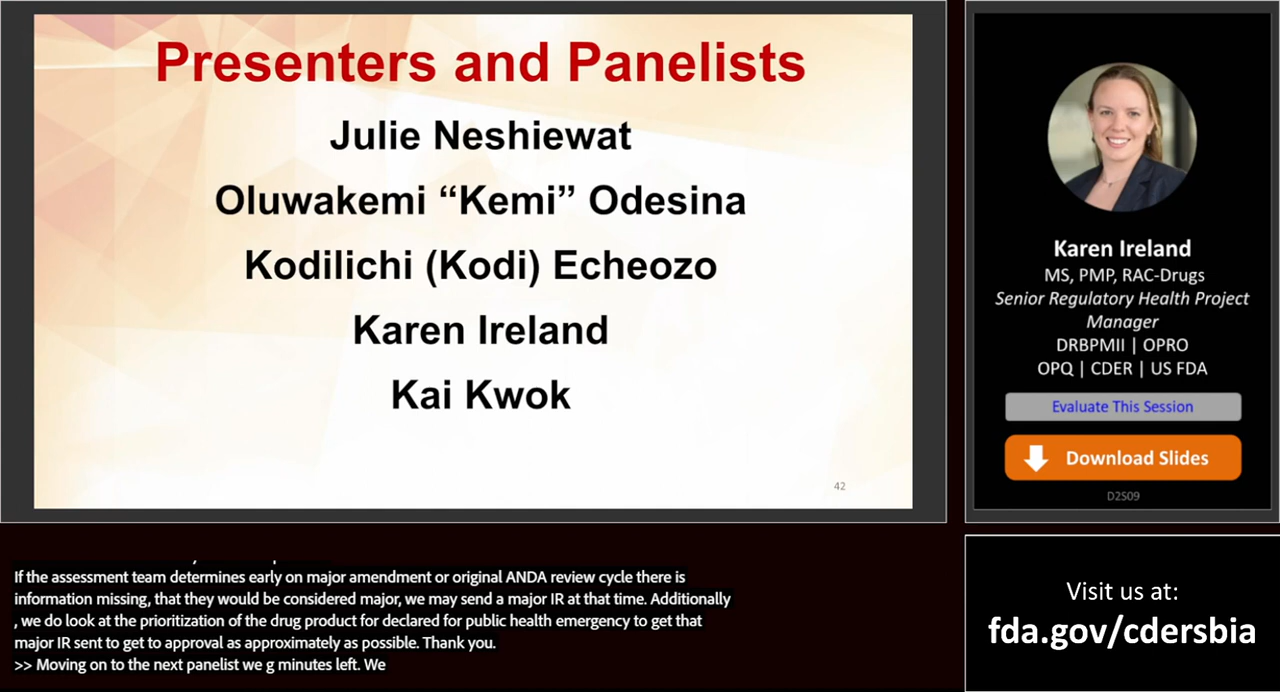 Presenters and Panelists
Julie Neshiewat
Oluwakemi “Kemi” Odesina
Kodilichi (Kodi) Echeozo
Karen Ireland
Kai Kwok
42
Karen Ireland
MS, PMP, RAC-Drugs
Senior Regulatory Health Project
Manager
DRBPMII | OPRO
OPQ | CDER | US FDA
Evaluate This Session
Download Slides
D2S09
If the assessment team determines early on major amendment or original ANDA review cycle there is
information missing, that they would be considered major, we may send a major IR at that time. Additionally
, we do look at the prioritization of the drug product for declared for public health emergency to get that
major IR sent to get to approval as approximately as possible. Thank you.
>> Moving on to the next panelist we g minutes left. We
Visit us at:
fda.gov/cdersbia